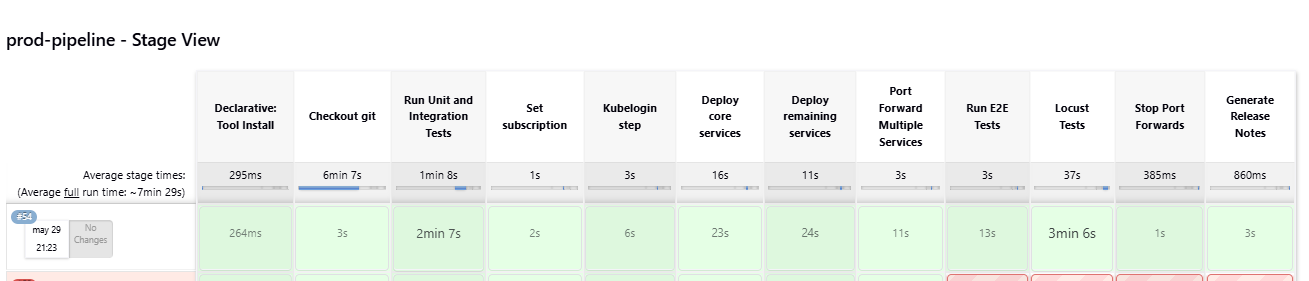 prod-pipeline - Stage View
Declarative:
Tool Install
Checkout git
Run Unit and
Integration
Tests
Set
subscription
Kubelogin
step
Deploy
core
services
Deploy
remaining
services
Port
Forward
Multiple
Services
Run E2E
Tests
Locust
Tests
Stop Port
Forwards
Generate
Release
Notes
Average stage times:
(Average full run time: ~7min 29s)
295ms
6min 7s
1min 8s
1s
3s
16s
11s
3s
3s
37s
385ms
860ms
#54
may 29
21:23
No
Changes
264ms
3s
2min 7s
2s
6s
23s
24s
11s
13s
3min 6s
1s
3s